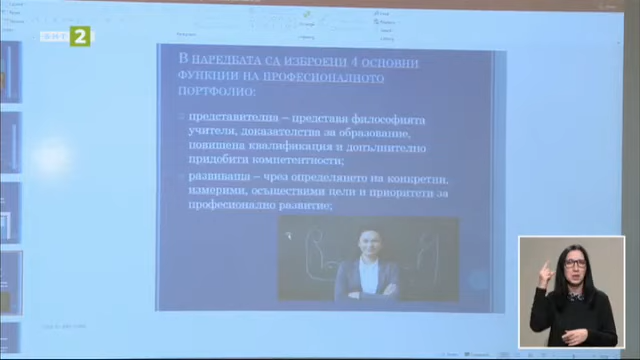 БНТ 2
В НАРЕДБАТА СА ИЗБРОЕНИ 4 ОСНОВНИ
ФУНКЦИИ НА ПРОФЕСИОНАЛНОТО
ПОРТФОЛИО:
представителна – представя философията
учители, доказателства за образование,
повишена квалификация и допълнително
придобити компетентности;
развиваща – чрез определянето на конкретни,
измерими, осъществими цели и приоритети за
професионално развитие;